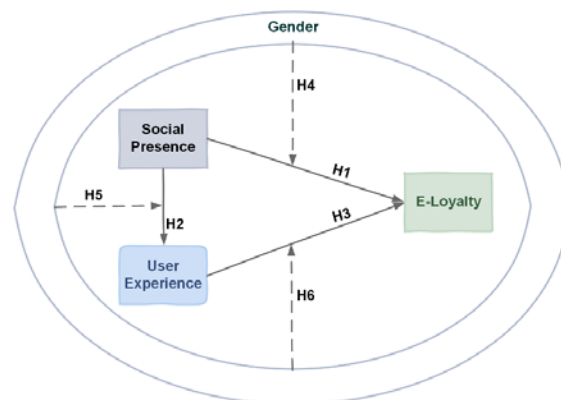 Gender
H4
Social
Presence
H1
H5
E-Loyalty
H3
H2
User
Experience
H6